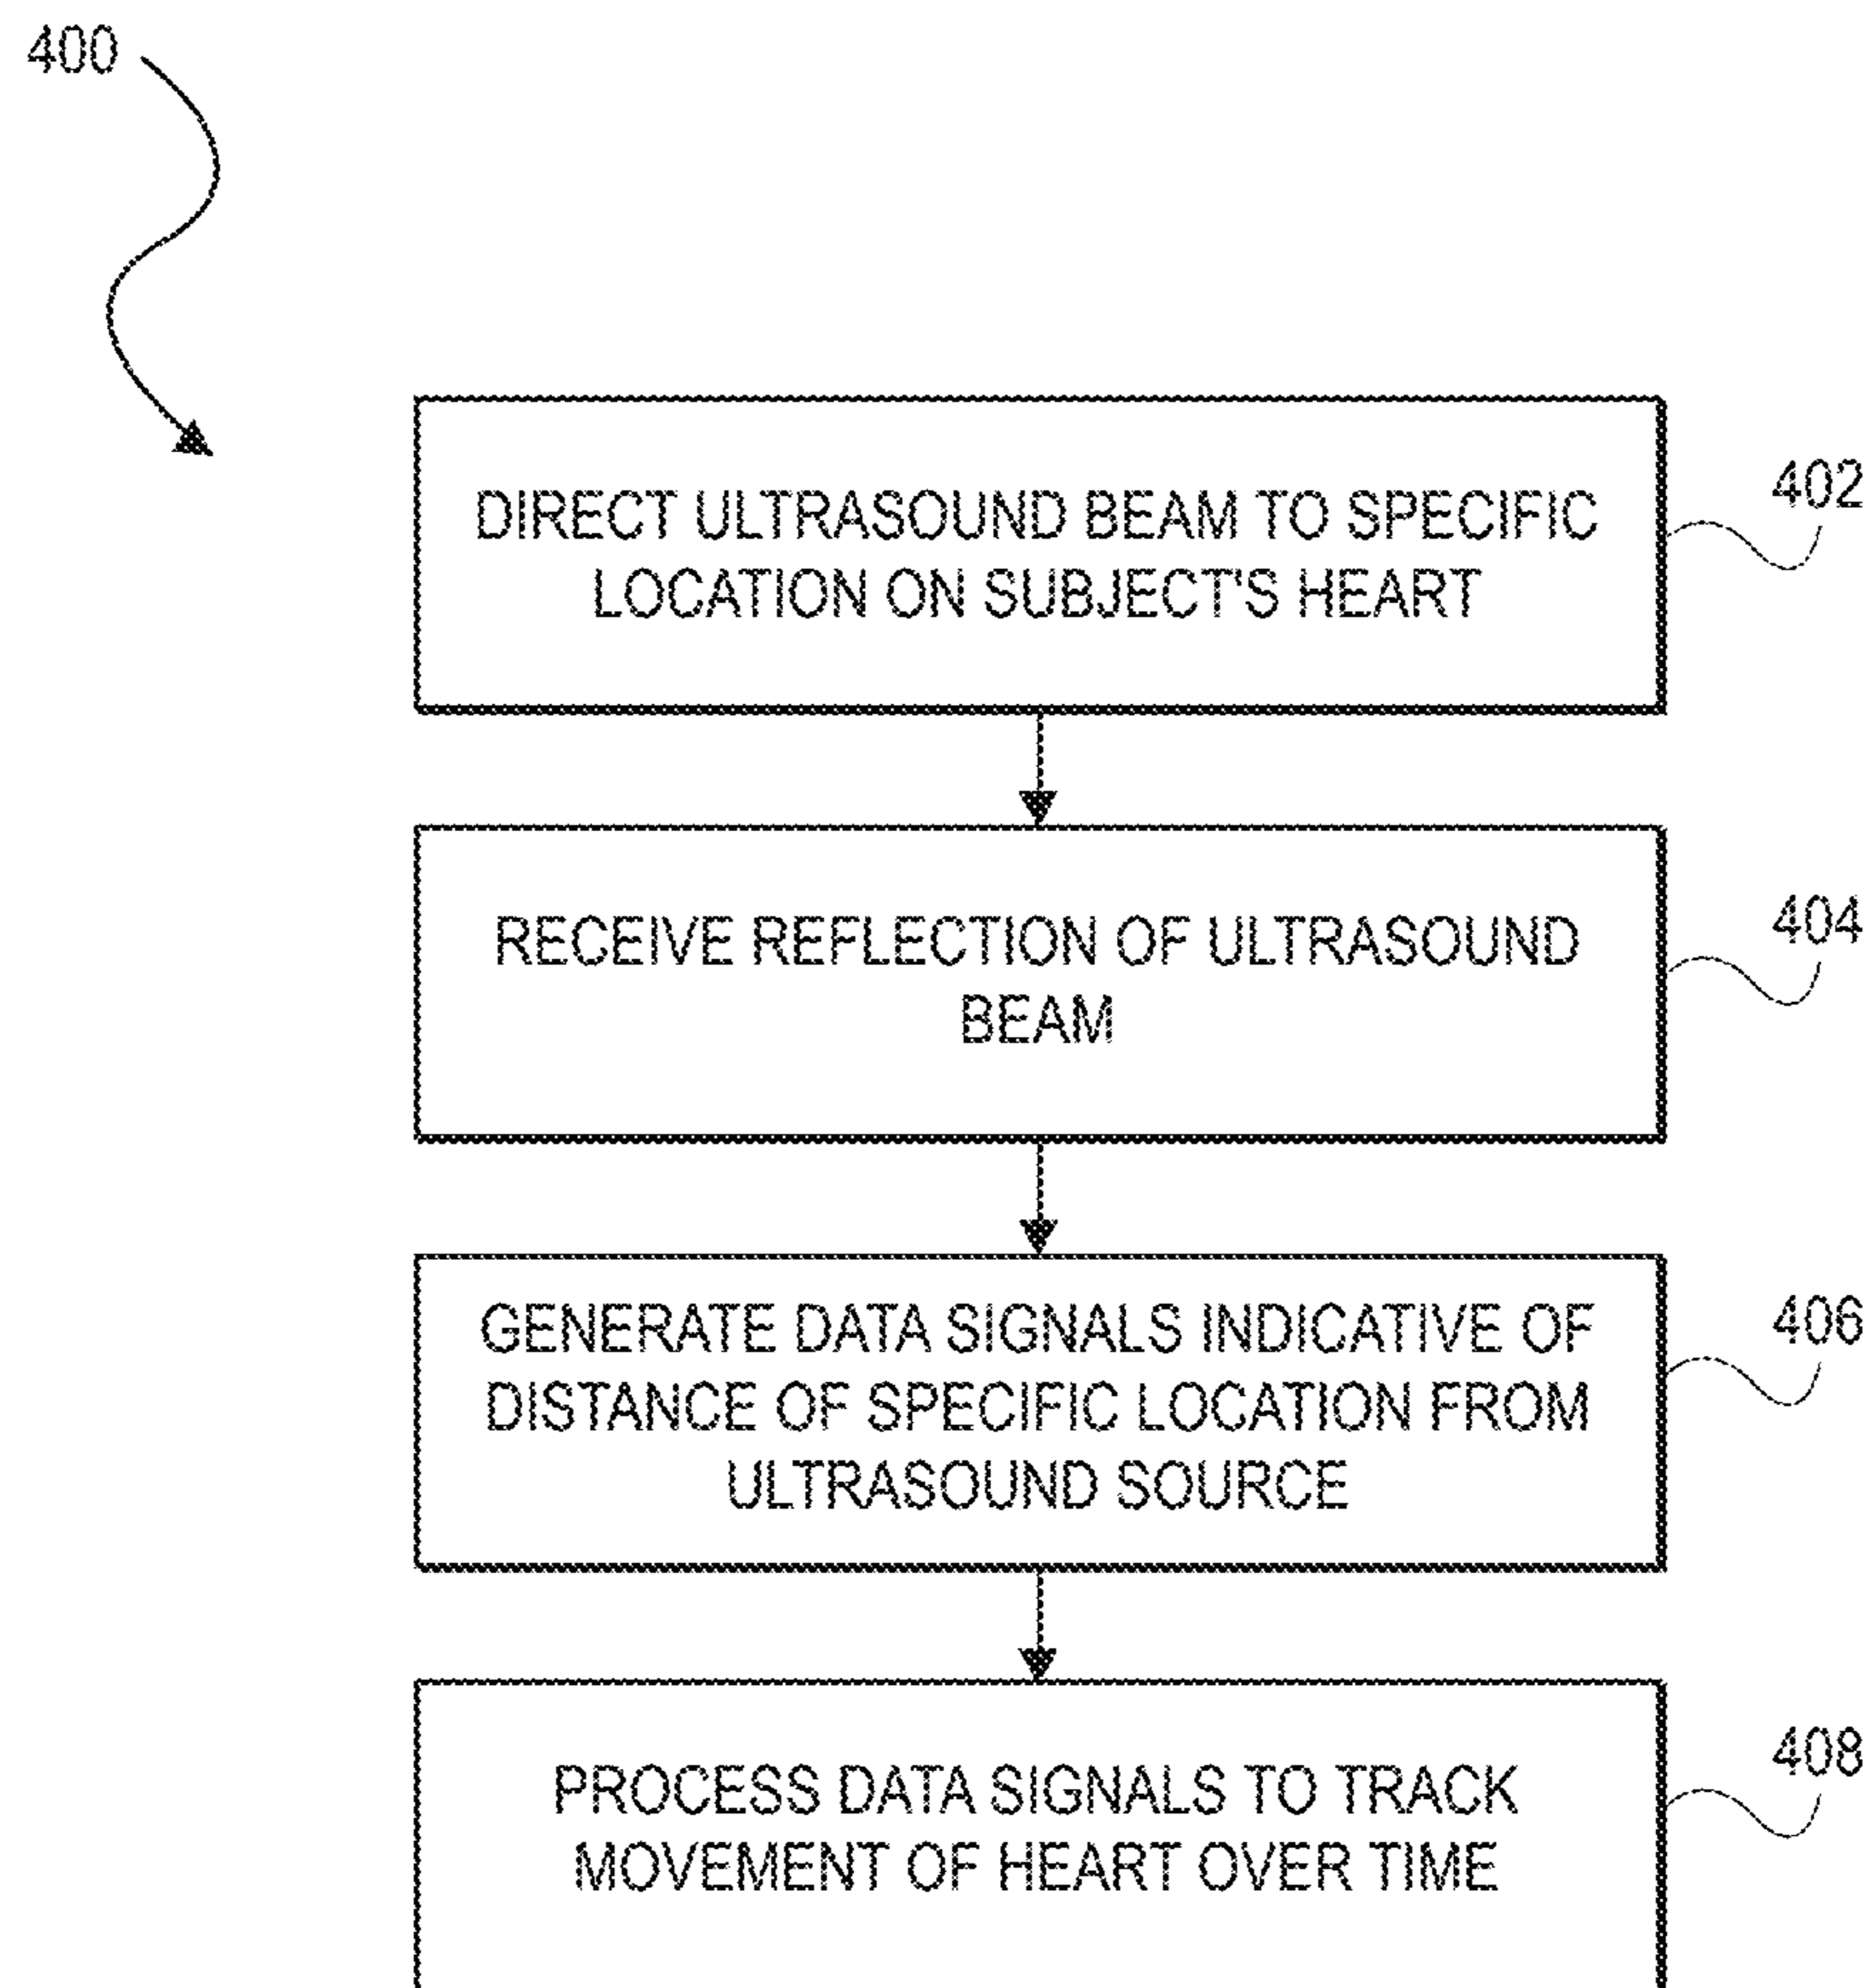 400
DIRECT ULTRASOUND BEAM TO SPECIFIC
LOCATION ON SUBJECT'S HEART
402
RECEIVE REFLECTION OF ULTRASOUND
BEAM
404
GENERATE DATA SIGNALS INDICATIVE OF
DISTANCE OF SPECIFIC LOCATION FROM
ULTRASOUND SOURCE
406
PROCESS DATA SIGNALS TO TRACK
MOVEMENT OF HEART OVER TIME
408